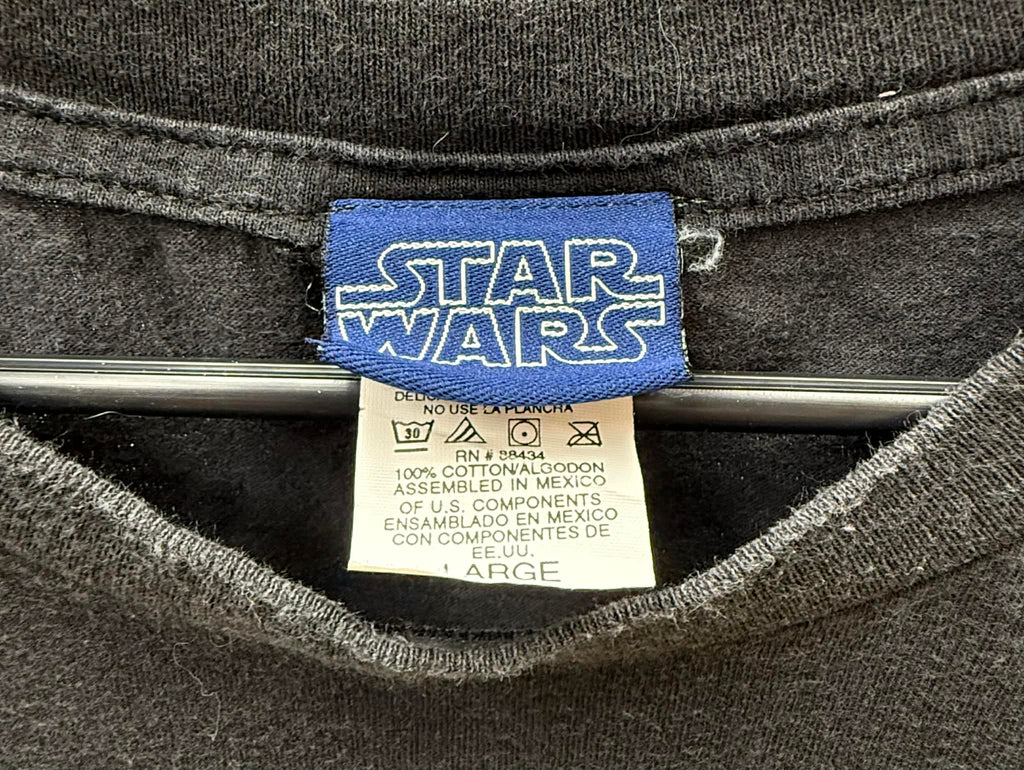 STAR
WARS
NO USE LA PLANCHA
30
RN # 88434
100% COTTON/ALGODON
ASSEMBLED IN MEXICO
OF U.S. COMPONENTS
ENSAMBLADO EN MEXICO
CON COMPONENTES DE
EE.UU.
LARGE